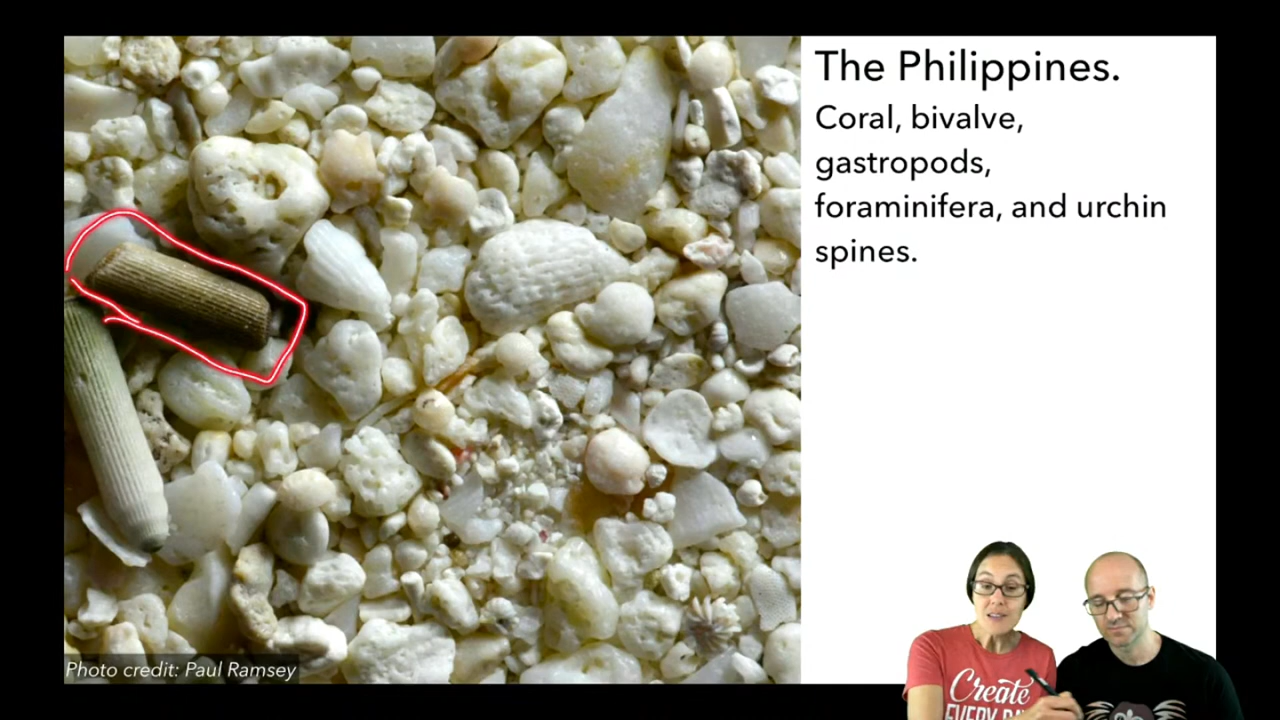 The Philippines.
Coral, bivalve,
gastropods,
foraminifera, and urchin
spines.
Photo credit: Paul Ramsey
Create